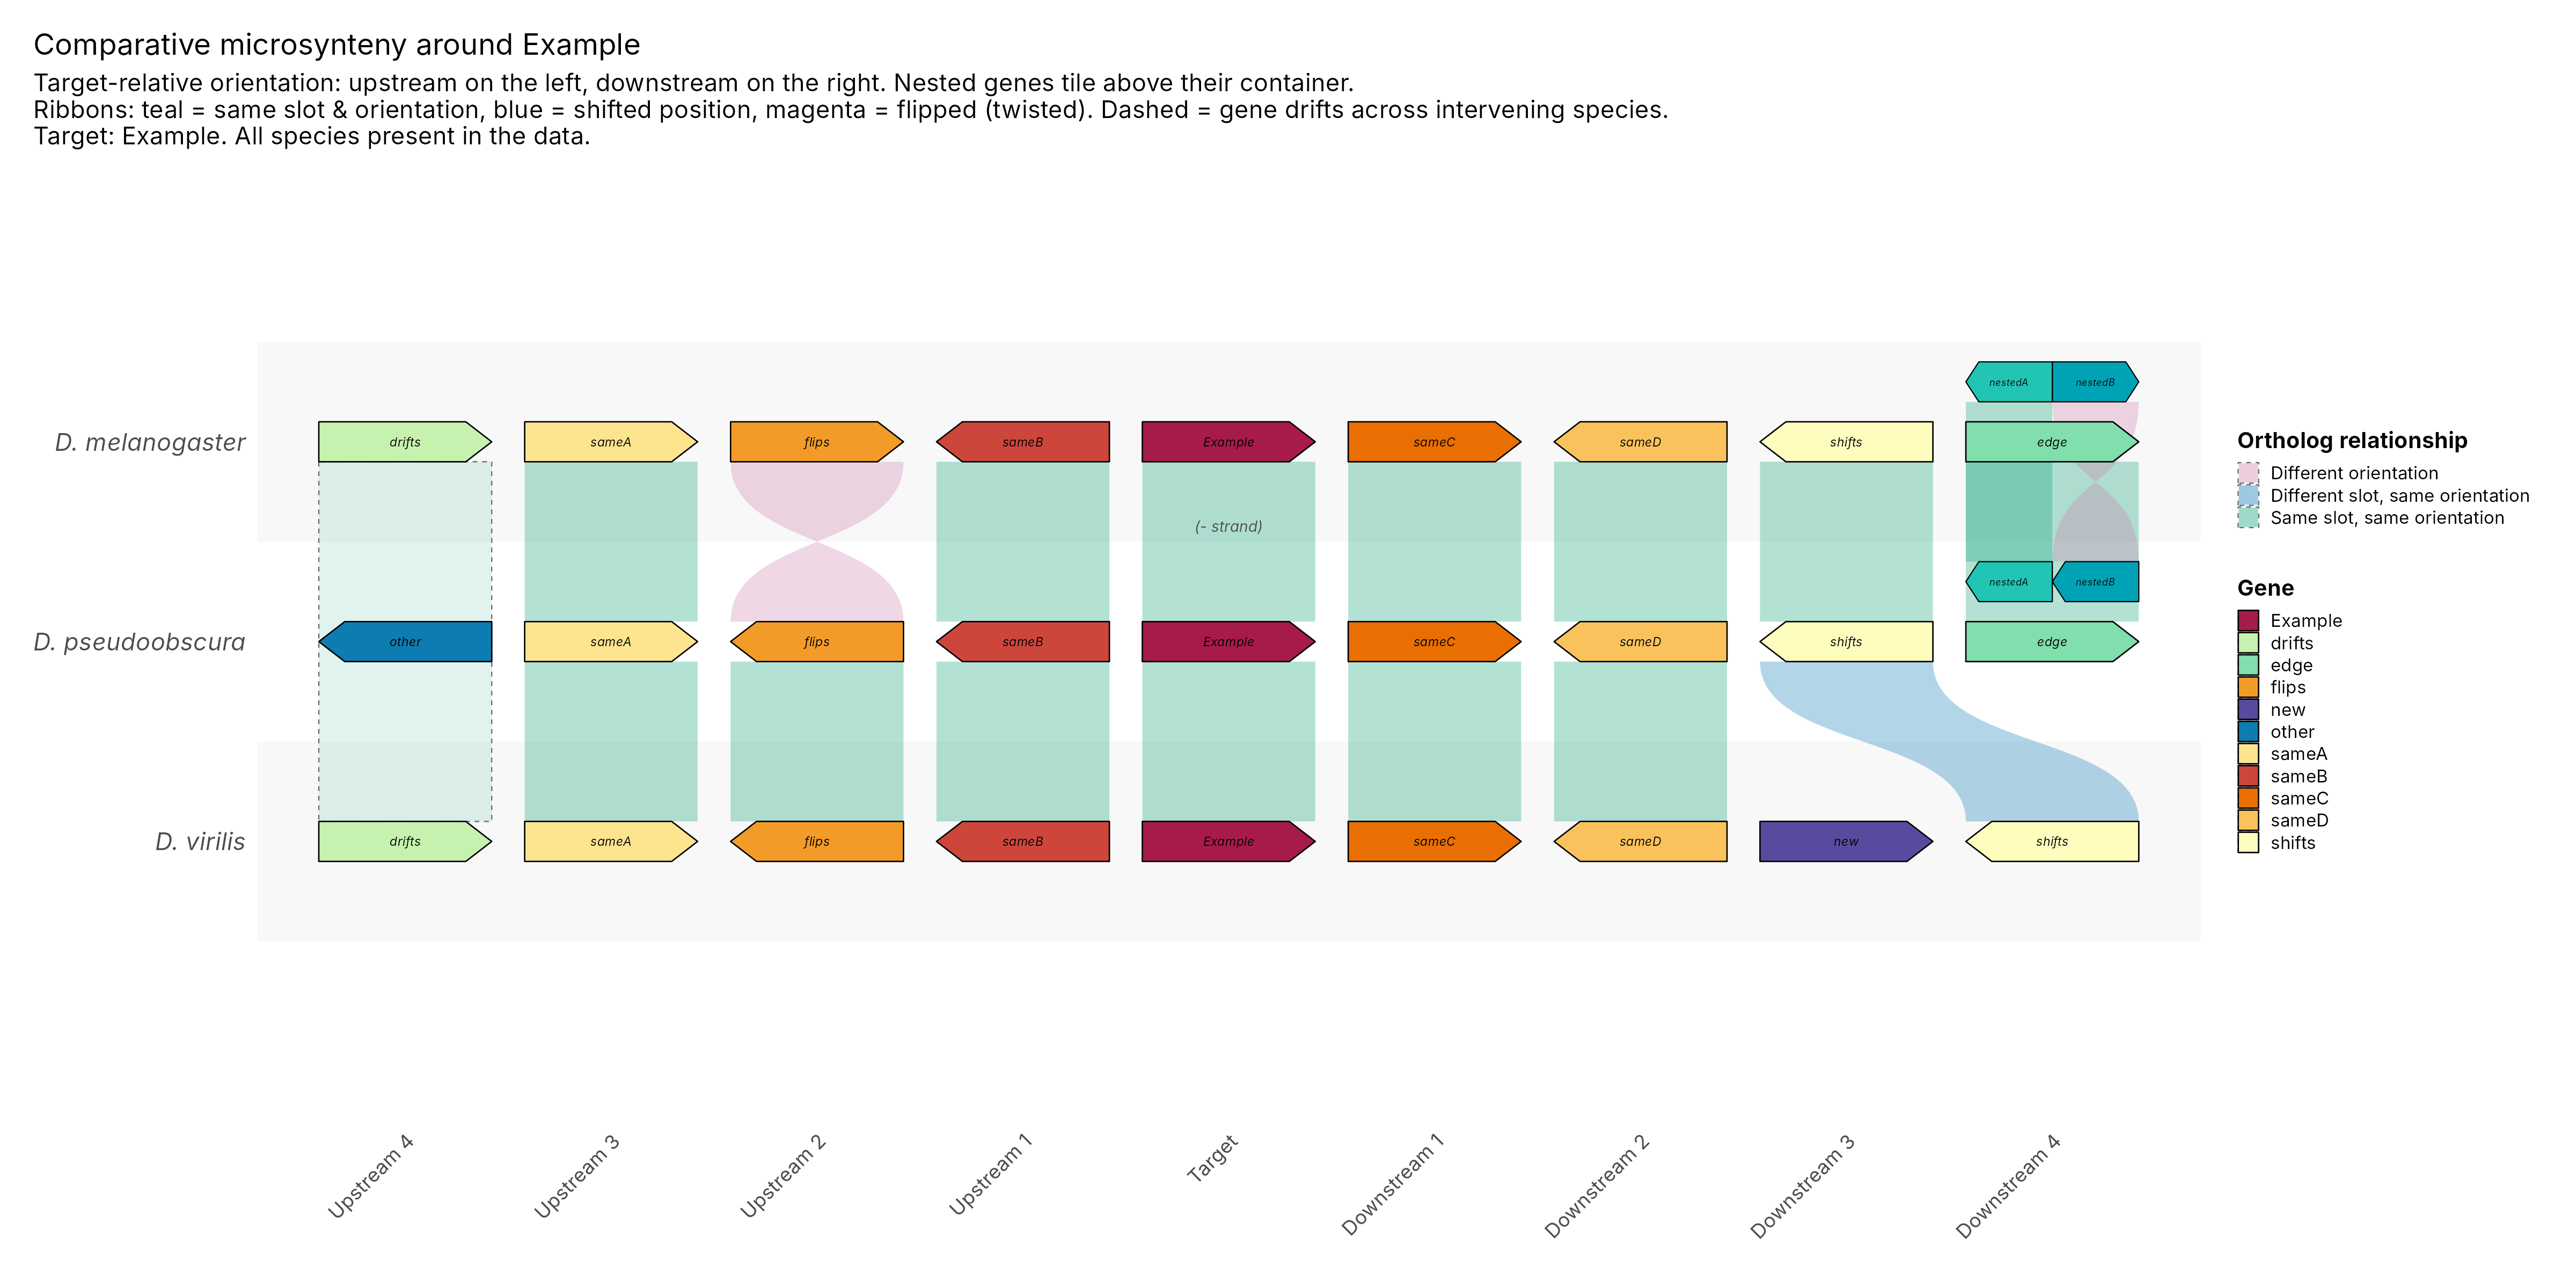 Comparative microsynteny around Example
Target-relative orientation: upstream on the left, downstream on the right. Nested genes tile above their container.
Ribbons: teal = same slot & orientation, blue = shifted position, magenta = flipped (twisted). Dashed = gene drifts across intervening species.
Target: Example. All species present in the data.
nestedA nestedB
D. melanogaster drifts sameA flips sameB Example sameC sameD shifts edge
(- strand)
nestedA nestedB
D. pseudoobscura other sameA flips sameB Example sameC sameD shifts edge
D. virilis drifts sameA flips sameB Example sameC sameD new shifts
Upstream 4 Upstream 3 Upstream 2 Upstream 1 Target Downstream 1 Downstream 2 Downstream 3 Downstream 4
Ortholog relationship
Different orientation
Different slot, same orientation
Same slot, same orientation
Gene
Example
drifts
edge
flips
new
other
sameA
sameB
sameC
sameD
shifts